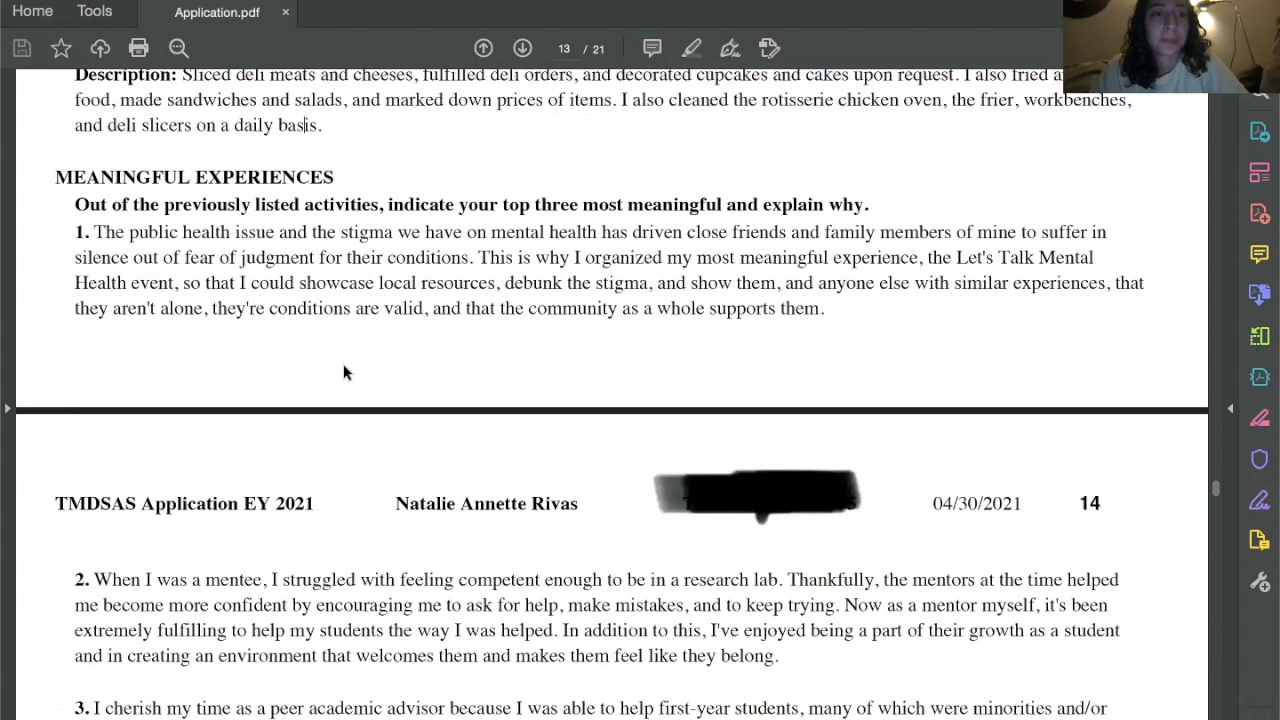 Home Tools Application.pdf ×
13 / 21
Description: Sliced deli meats and cheeses, fulfilled deli orders, and decorated cupcakes and cakes upon request. I also fried
food, made sandwiches and salads, and marked down prices of items. I also cleaned the rotisserie chicken oven, the frier, workbenches,
and deli slicers on a daily basis.
MEANINGFUL EXPERIENCES
Out of the previously listed activities, indicate your top three most meaningful and explain why.
1. The public health issue and the stigma we have on mental health has driven close friends and family members of mine to suffer in
silence out of fear of judgment for their conditions. This is why I organized my most meaningful experience, the Let's Talk Mental
Health event, so that I could showcase local resources, debunk the stigma, and show them, and anyone else with similar experiences, that
they aren't alone, they're conditions are valid, and that the community as a whole supports them.
TMDSAS Application EY 2021 Natalie Annette Rivas 04/30/2021 14
2. When I was a mentee, I struggled with feeling competent enough to be in a research lab. Thankfully, the mentors at the time helped
me become more confident by encouraging me to ask for help, make mistakes, and to keep trying. Now as a mentor myself, it's been
extremely fulfilling to help my students the way I was helped. In addition to this, I've enjoyed being a part of their growth as a student
and in creating an environment that welcomes them and makes them feel like they belong.
3. I cherish my time as a peer academic advisor because I was able to help first-year students, many of which were minorities and/or